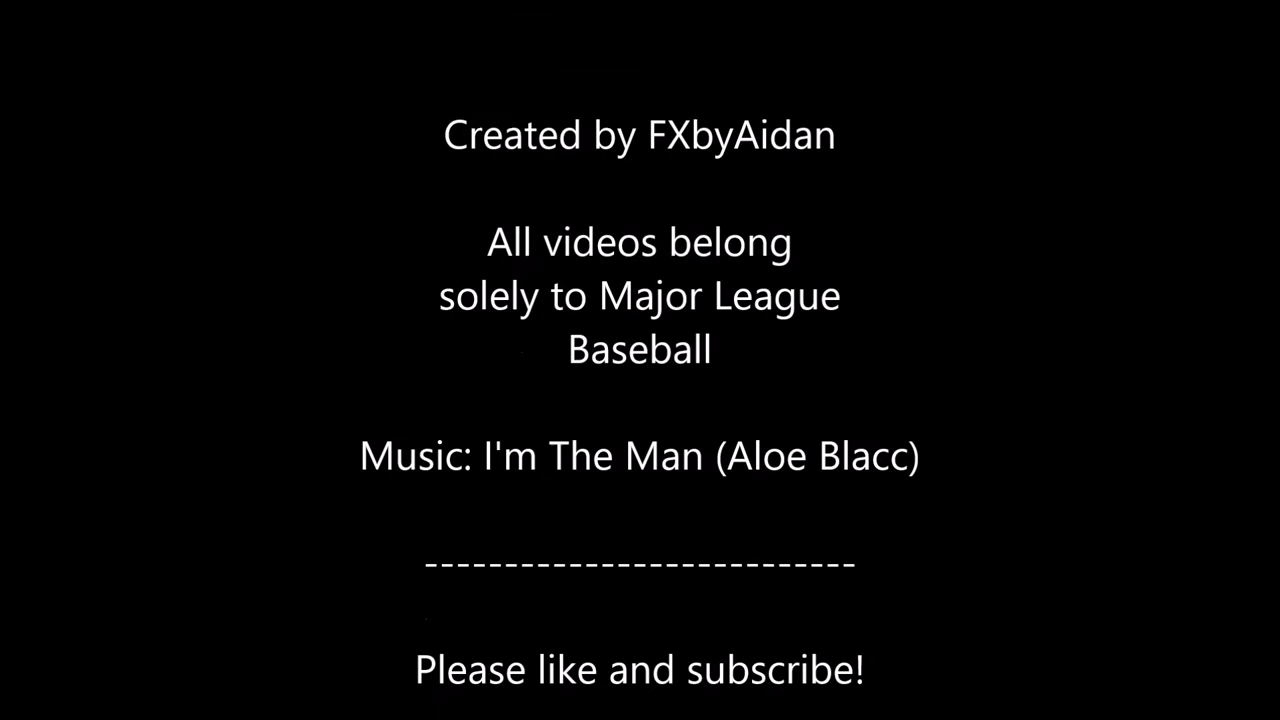 Created by FXbyAidan
All videos belong
solely to Major League
Baseball
Music: I'm The Man (Aloe Blacc)
---------------------------
Please like and subscribe!